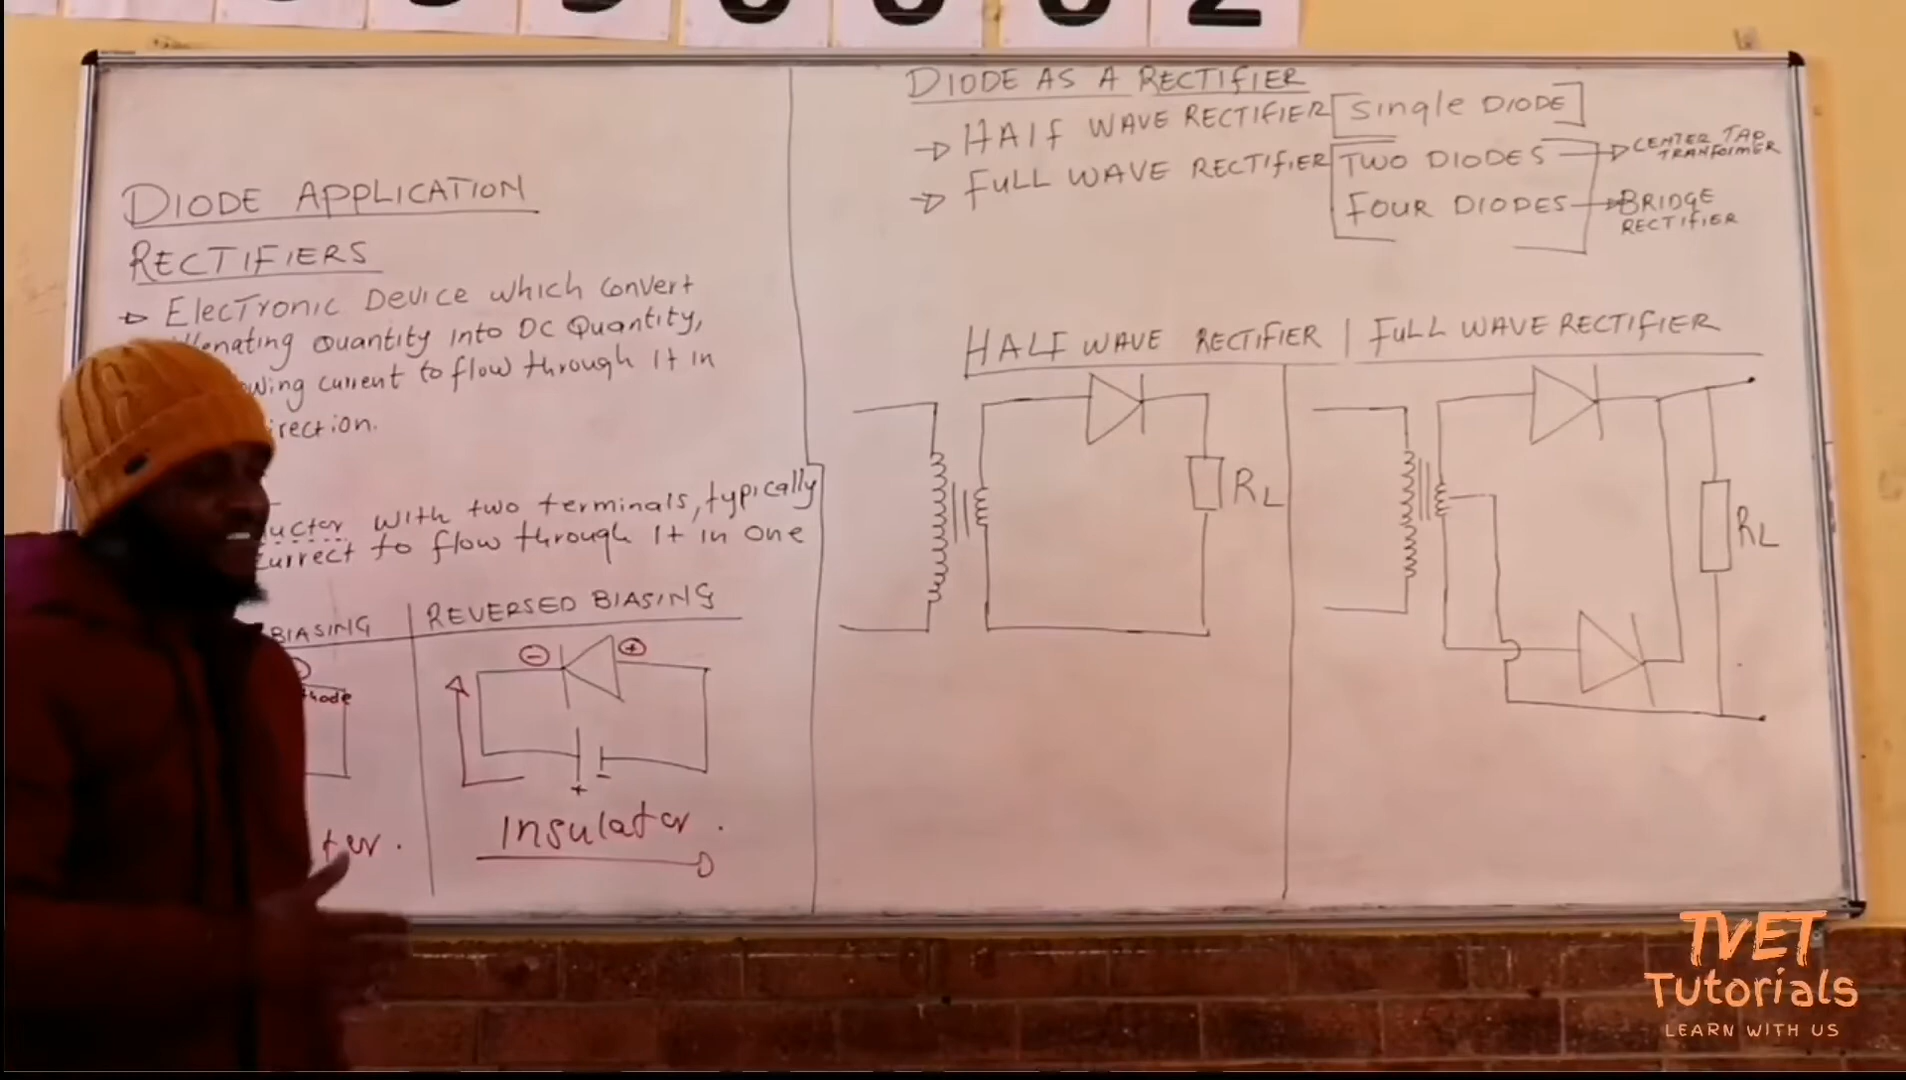 DIODE APPLICATION
RECTIFIERS
ElecTronic Device which convert
quantity into DC Quantity,
current to flow through It in
With two terminals, typically
currect to flow through It in one
BIASING | REVERSED BIASING
- +
+ -
Insulator.
DIODE AS A RECTIFIER
HAlf WAVE RECTIFIER [single DIODE]
FULL WAVE RECTIFIER [TWO DIODES CENTER TAP
TRANFORMER
FOUR DIODES BRIDGE
RECTIFIER
HALF WAVE RECTIFIER | FULL WAVE RECTIFIER
RL
RL
TVET
Tutorials
LEARN WITH US